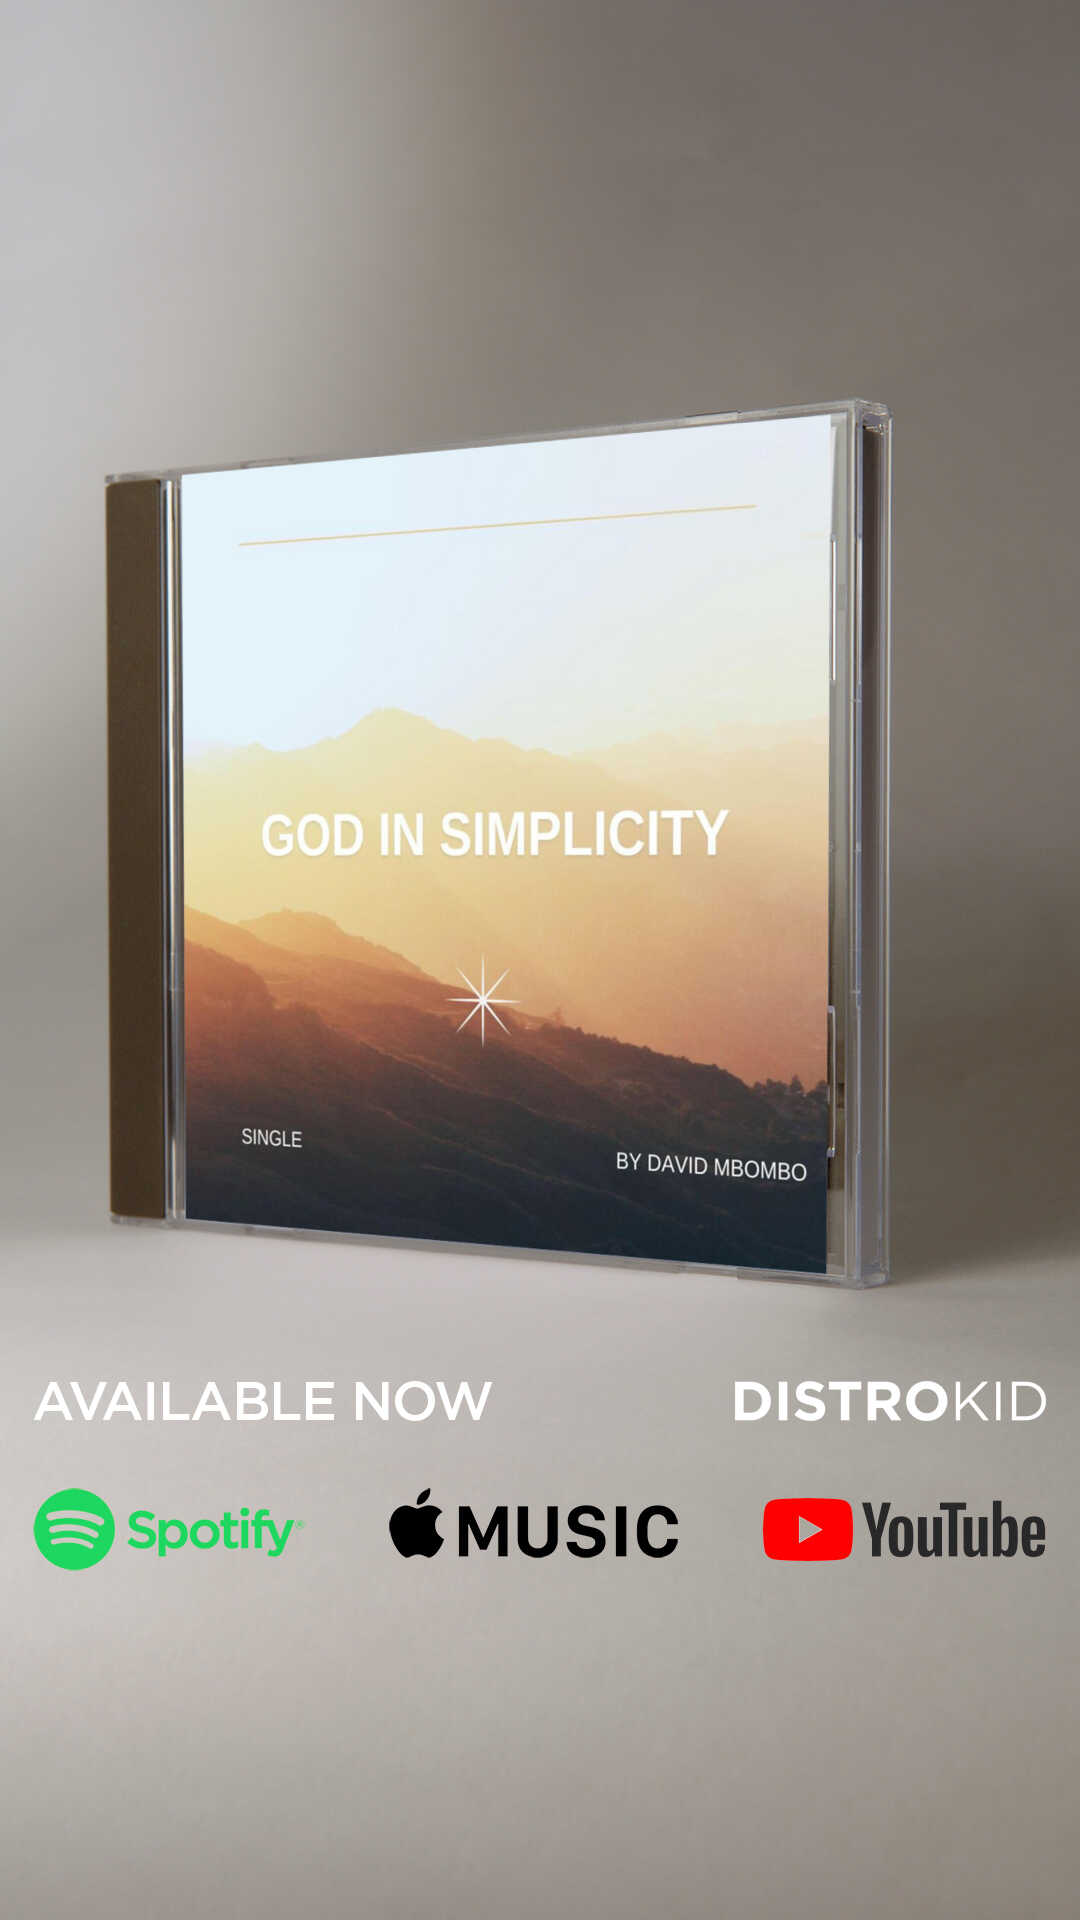 GOD IN SIMPLICITY
SINGLE
BY DAVID MBOMBO
AVAILABLE NOW
DISTROKID
Spotify®
MUSIC
YouTube